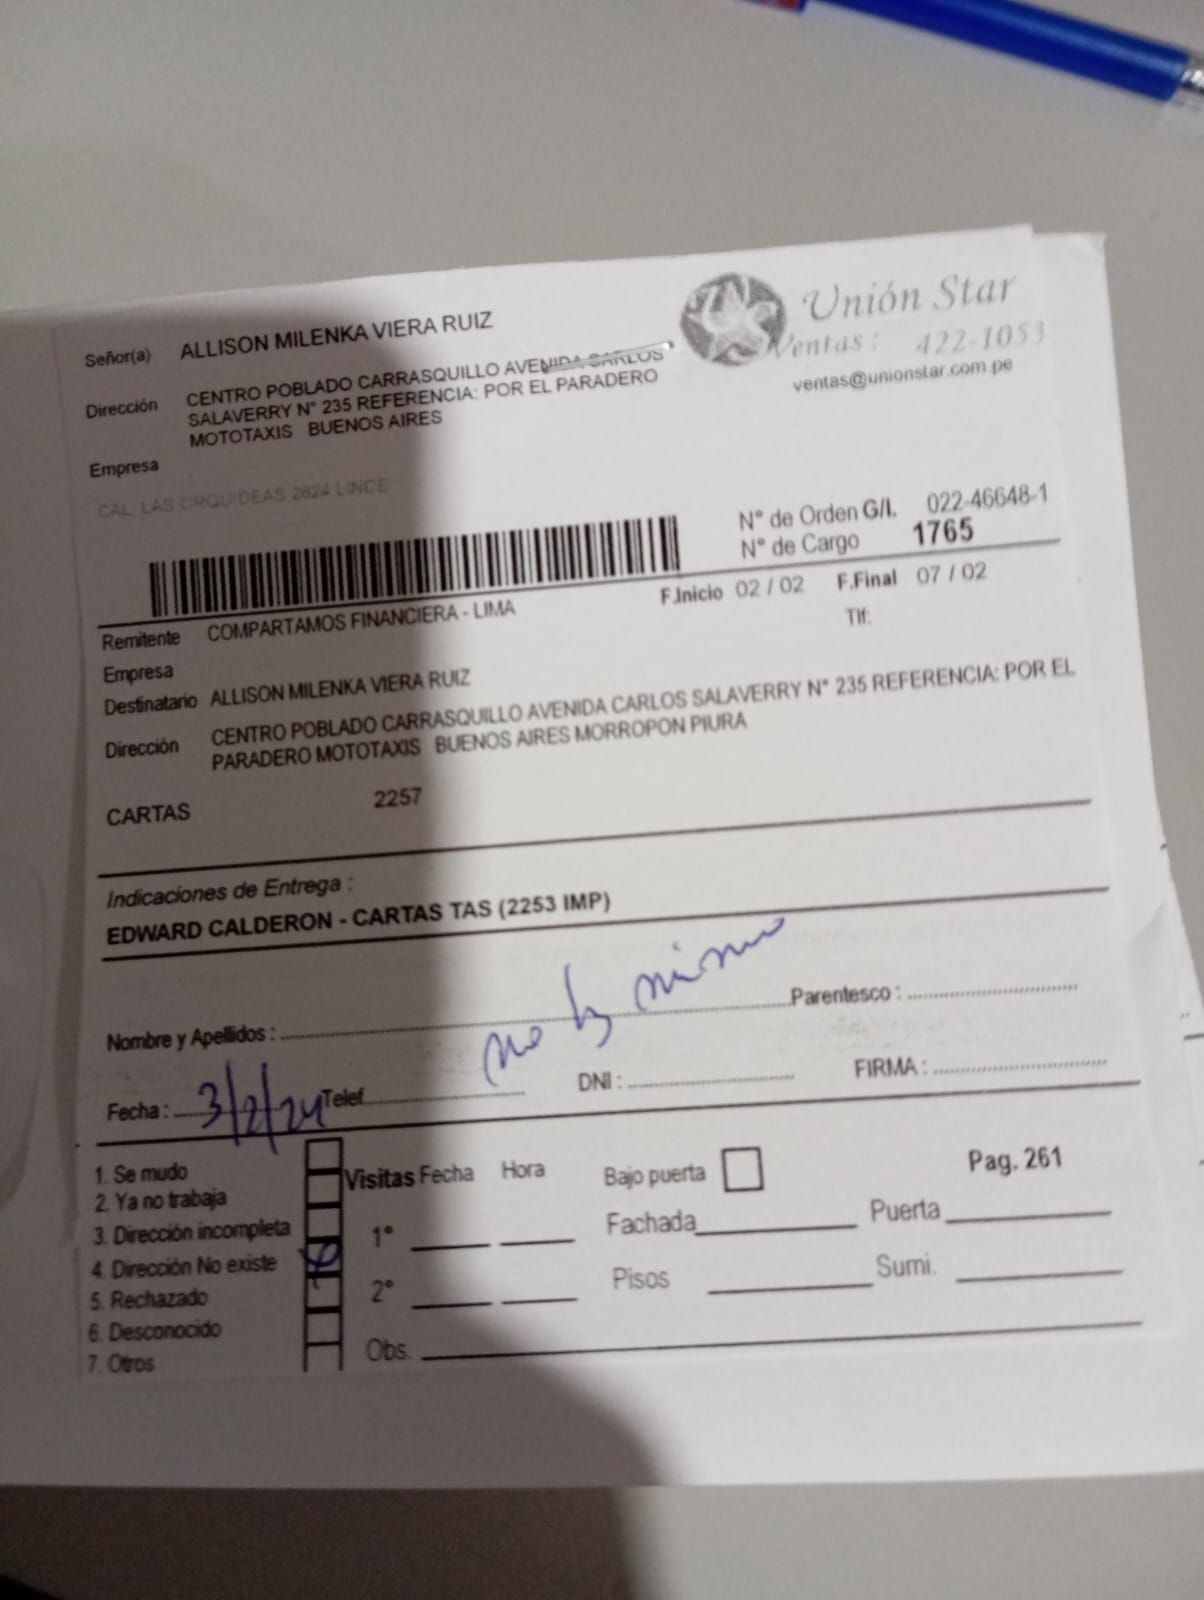 Unión Star
Ventas: 422-1053
ventas@unionstar.com.pe
Señor(a) ALLISON MILENKA VIERA RUIZ
Dirección CENTRO POBLADO CARRASQUILLO AVENIDA CARLOS
SALAVERRY N° 235 REFERENCIA: POR EL PARADERO
MOTOTAXIS BUENOS AIRES
Empresa
CAL. LAS ORQUIDEAS 2624 LINCE
N° de Orden G/I. 022-46648-1
N° de Cargo 1765
F.Inicio 02 / 02 F.Final 07 / 02
Remitente COMPARTAMOS FINANCIERA - LIMA
Tlf:
Empresa
Destinatario ALLISON MILENKA VIERA RUIZ
Dirección CENTRO POBLADO CARRASQUILLO AVENIDA CARLOS SALAVERRY N° 235 REFERENCIA: POR EL
PARADERO MOTOTAXIS BUENOS AIRES MORROPON PIURA
CARTAS 2257
Indicaciones de Entrega :
EDWARD CALDERON - CARTAS TAS (2253 IMP)
no
Nombre y Apellidos : Parentesco :
Fecha : 3/2/24 Telef. DNI : FIRMA :
1. Se mudo
2. Ya no trabaja
3. Dirección incompleta
4. Dirección No existe
5. Rechazado
6. Desconocido
7. Otros
Visitas Fecha Hora
1°
2°
Obs.
Bajo puerta Pag. 261
Fachada Puerta
Pisos Sumi.